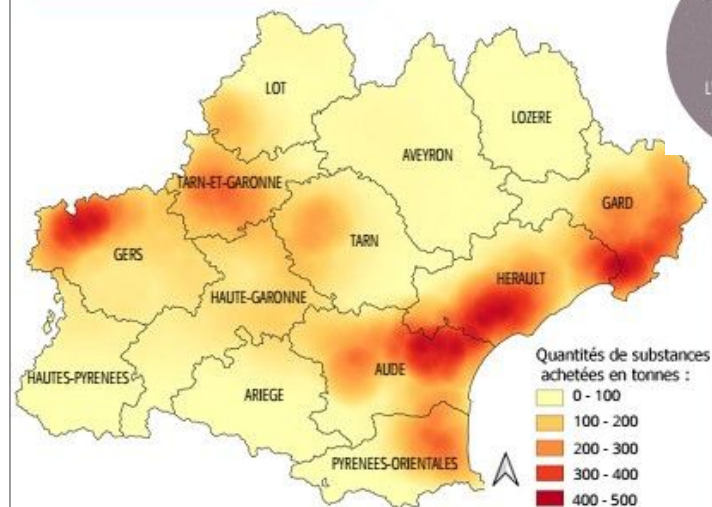 LOT
LOZERE
AVEYRON
TARN-ET-GARONNE
GARD
TARN
GERS
HERAULT
HAUTE-GARONNE
HAUTES-PYRENEES
AUDE
ARIEGE
PYRENEES-ORIENTALES
Quantités de substances
achetées en tonnes :
0 - 100
100 - 200
200 - 300
300 - 400
400 - 500